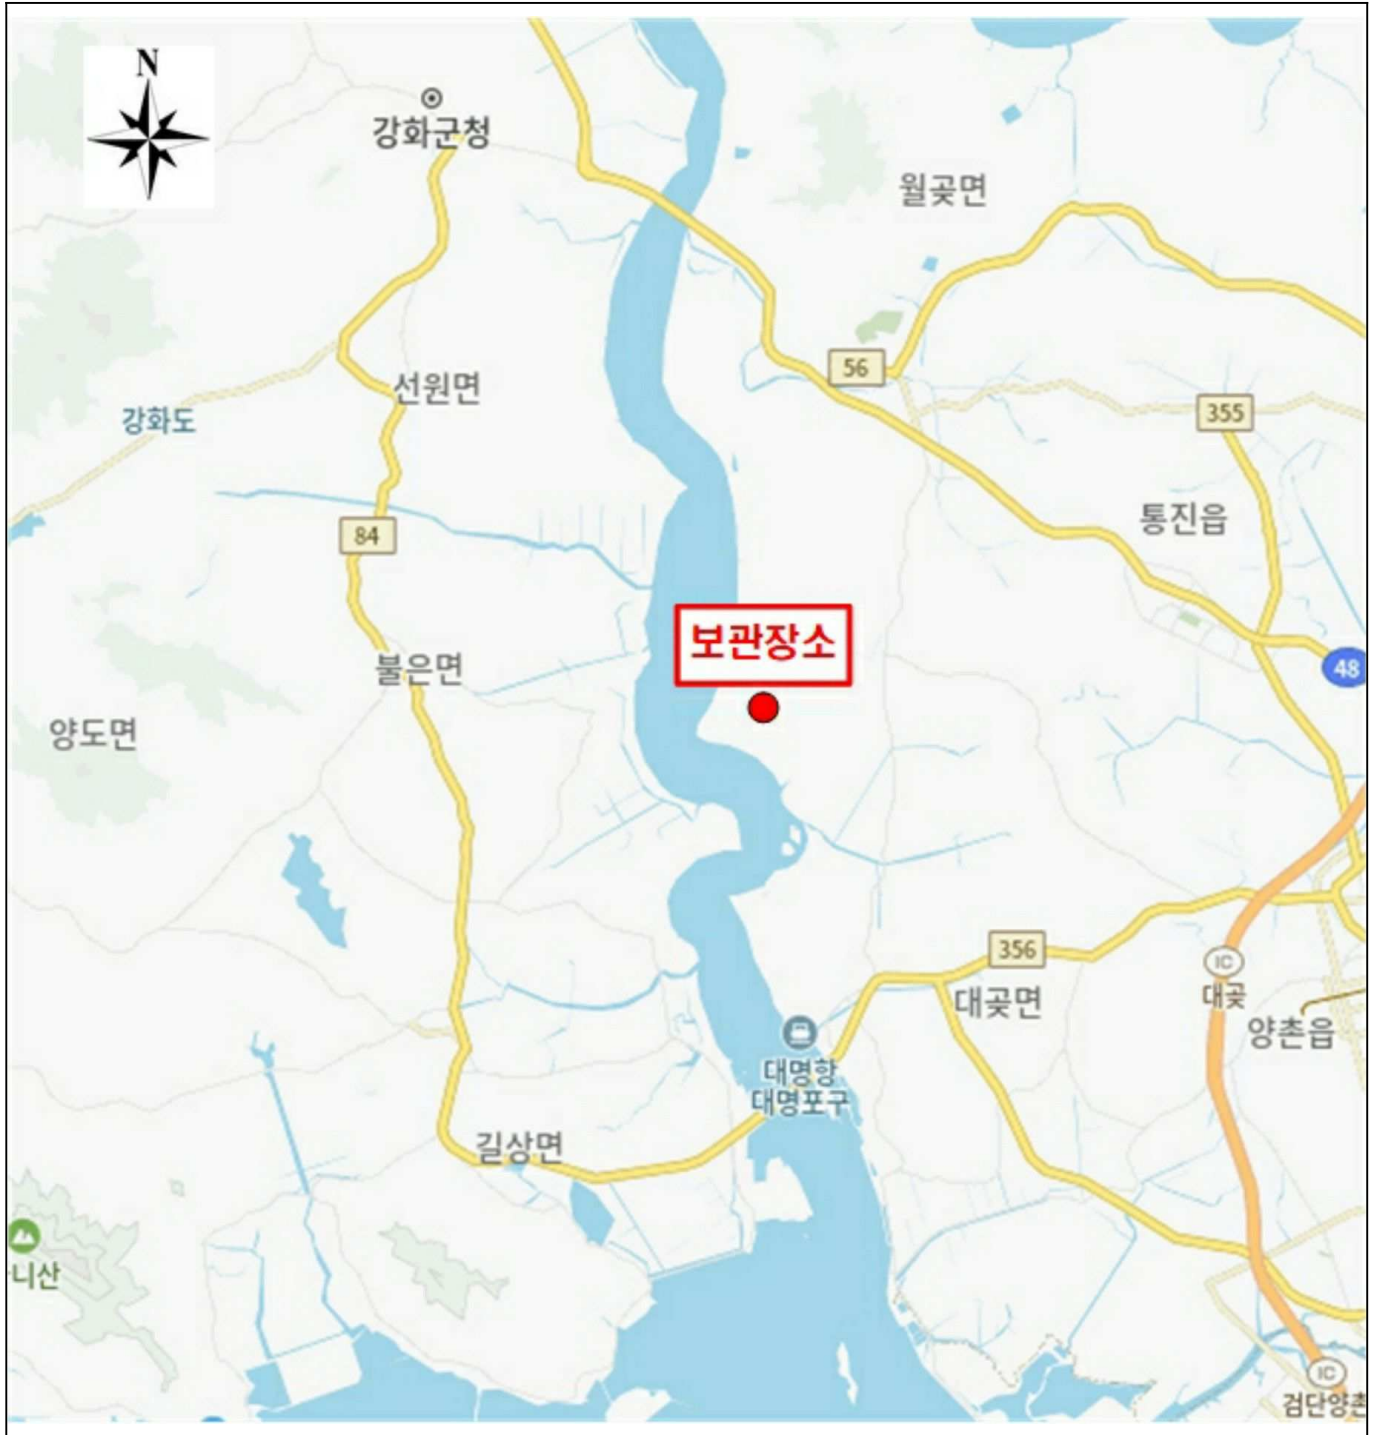 N
강화군청
월곶면
56
선원면
355
강화도
통진읍
84
보관장소
불은면
48
양도면
356
IC
대곶
대곶면
양촌읍
대명항
대명포구
길상면
니산
IC
검단양촌